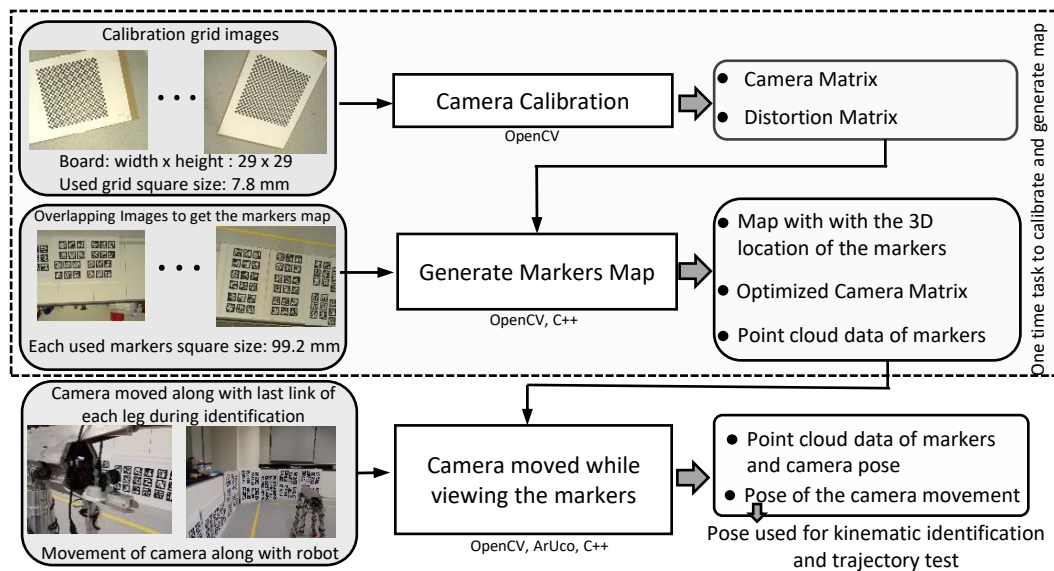 Calibration grid images
• • •
Board: width x height : 29 x 29
Used grid square size: 7.8 mm
Camera Calibration
OpenCV
● Camera Matrix
● Distortion Matrix
Overlapping Images to get the markers map
• • •
Each used markers square size: 99.2 mm
Generate Markers Map
OpenCV, C++
● Map with with the 3D
location of the markers
● Optimized Camera Matrix
● Point cloud data of markers
One time task to calibrate and generate map
Camera moved along with last link of
each leg during identification
Movement of camera along with robot
Camera moved while
viewing the markers
OpenCV, ArUco, C++
● Point cloud data of markers
and camera pose
● Pose of the camera movement
Pose used for kinematic identification
and trajectory test